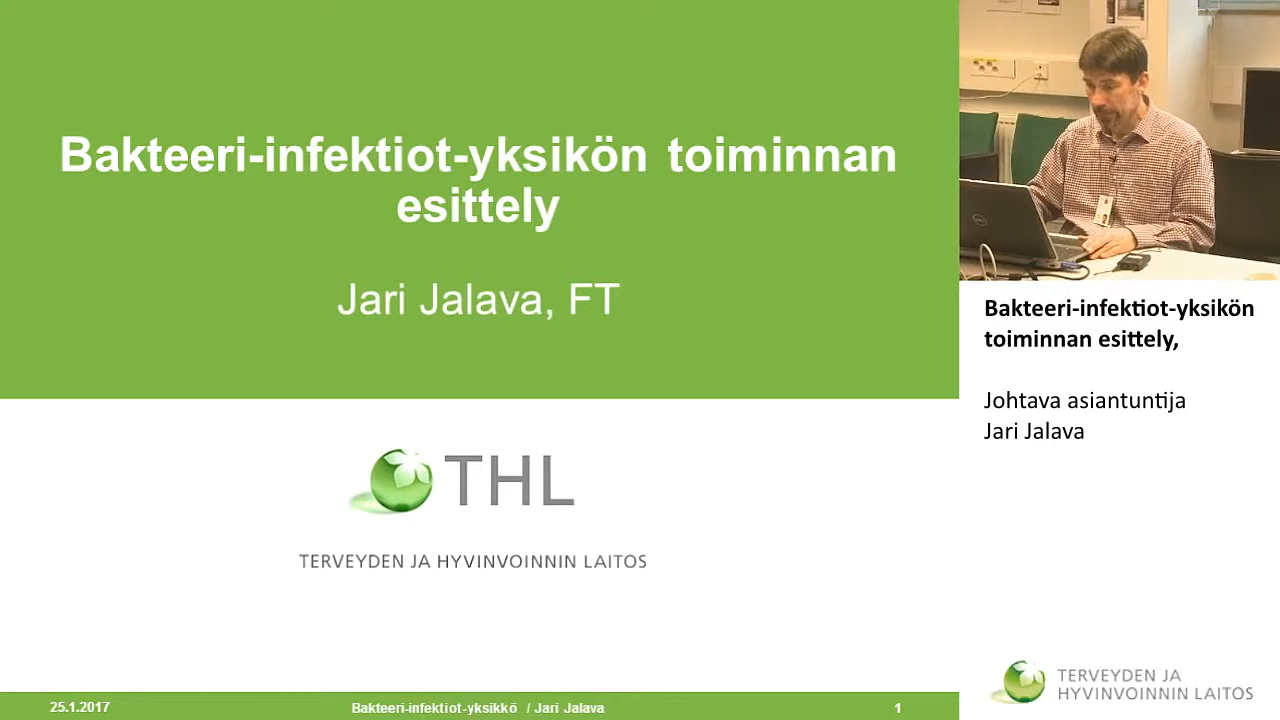 Bakteeri-infektiot-yksikön toiminnan
esittely
Jari Jalava, FT
THL
TERVEYDEN JA HYVINVOINNIN LAITOS
25.1.2017
Bakteeri-infektiot-yksikkö / Jari Jalava
1
Bakteeri-infektiot-yksikön
toiminnan esittely,
Johtava asiantuntija
Jari Jalava
TERVEYDEN JA
HYVINVOINNIN LAITOS